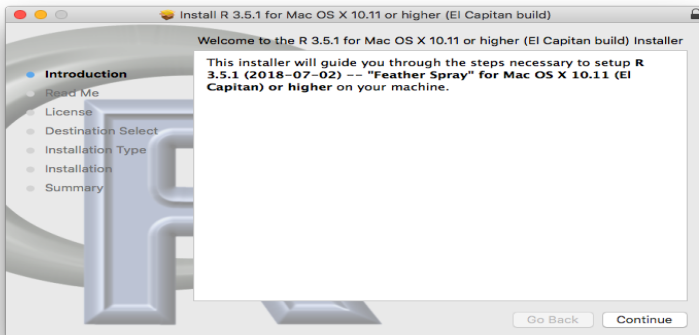 Install R 3.5.1 for Mac OS X 10.11 or higher (El Capitan build)
Welcome to the R 3.5.1 for Mac OS X 10.11 or higher (El Capitan build) Installer
Introduction
Read Me
License
Destination Select
Installation Type
Installation
Summary
This installer will guide you through the steps necessary to setup R
3.5.1 (2018-07-02) -- "Feather Spray" for Mac OS X 10.11 (El
Capitan) or higher on your machine.
Go Back
Continue